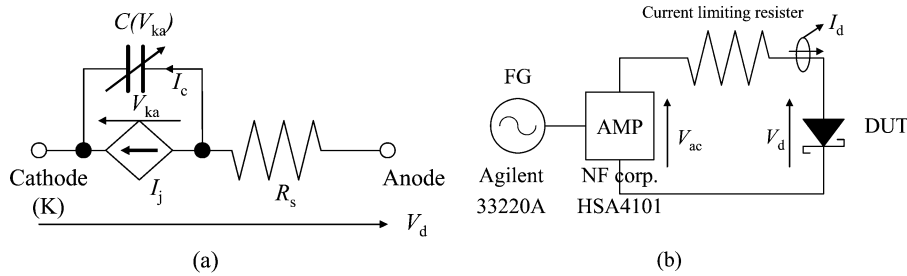 C(Vka)
Ic
Vka
Cathode
(K)
Ij
Rs
Anode
Vd
(a)
Current limiting resister
Id
FG
AMP
Vac
Vd
DUT
Agilent
33220A
NF corp.
HSA4101
(b)